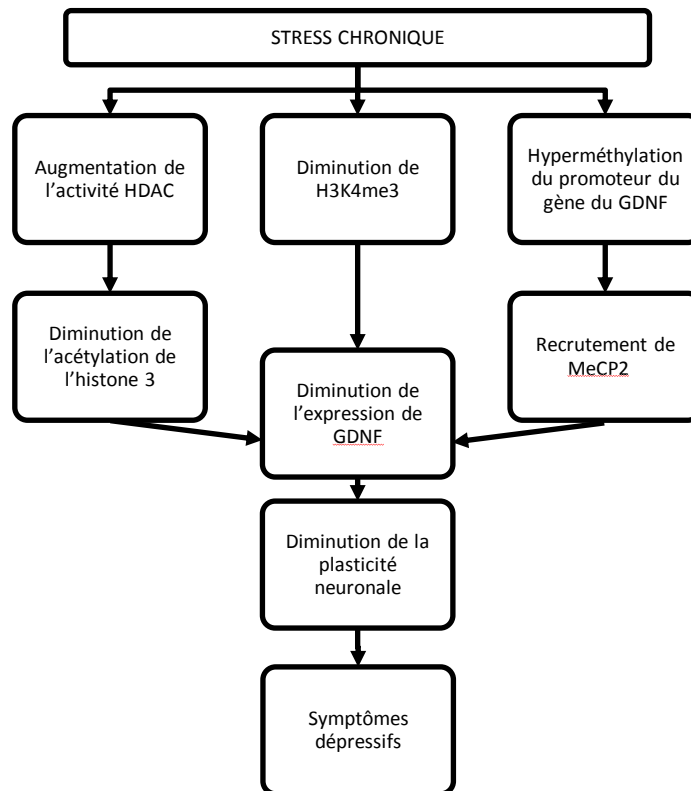 STRESS CHRONIQUE
Augmentation de
l’activité HDAC
Diminution de
H3K4me3
Hyperméthylation
du promoteur du
gène du GDNF
Diminution de
l’acétylation de
l’histone 3
Recrutement de
MeCP2
Diminution de
l’expression de
GDNF
Diminution de la
plasticité
neuronale
Symptômes
dépressifs